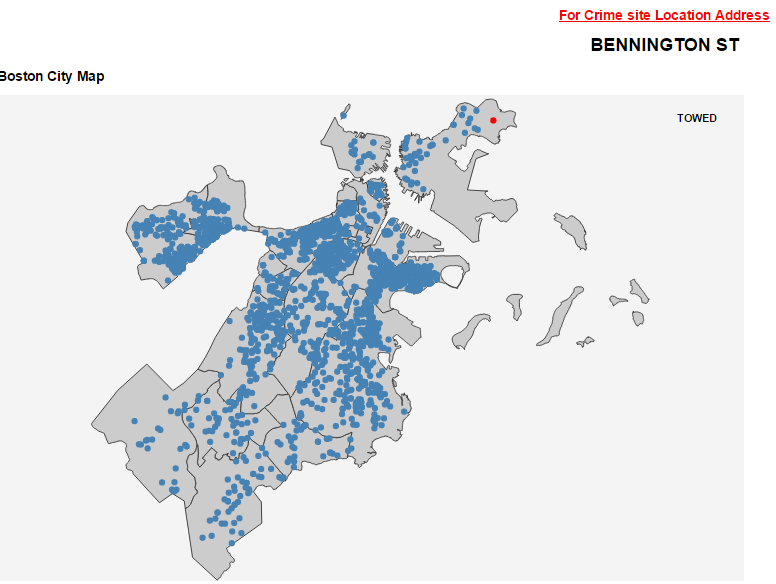 For Crime site Location Address
BENNINGTON ST
Boston City Map
TOWED